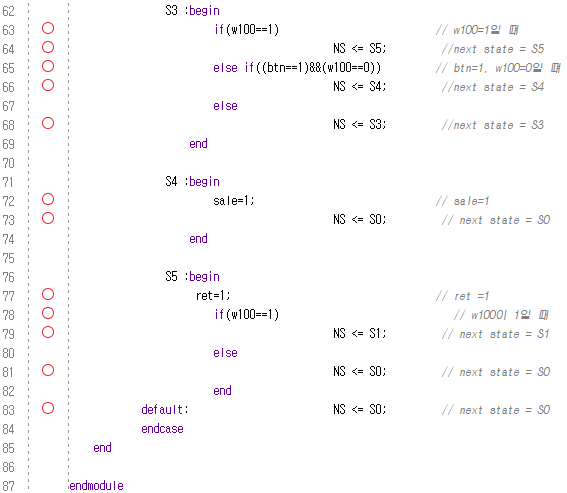 62 S3 :begin
63 if(w100==1) // w100=1일 때
64 NS <= S5; //next state = S5
65 else if((btn==1)&&(w100==0)) // btn=1, w100=0일 때
66 NS <= S4; //next state = S4
67 else
68 NS <= S3; //next state = S3
69 end
70
71 S4 :begin
72 sale=1; // sale=1
73 NS <= S0; // next state = S0
74 end
75
76 S5 :begin
77 ret=1; // ret =1
78 if(w100==1) // w100이 1일 때
79 NS <= S1; // next state = S1
80 else
81 NS <= S0; // next state = S0
82 end
83 default: NS <= S0; // next state = S0
84 endcase
85 end
86
87 endmodule